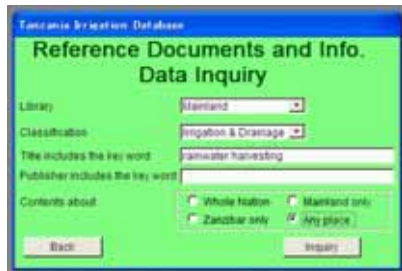 Tanzania Irrigation Database
Reference Documents and Info.
Data Inquiry
Library Mainland
Classification Irrigation & Drainage
Title includes the key word rainwater harvesting
Publisher includes the key word
Contents about Whole Nation Mainland only
Zanzibar only Any place
Back Inquiry